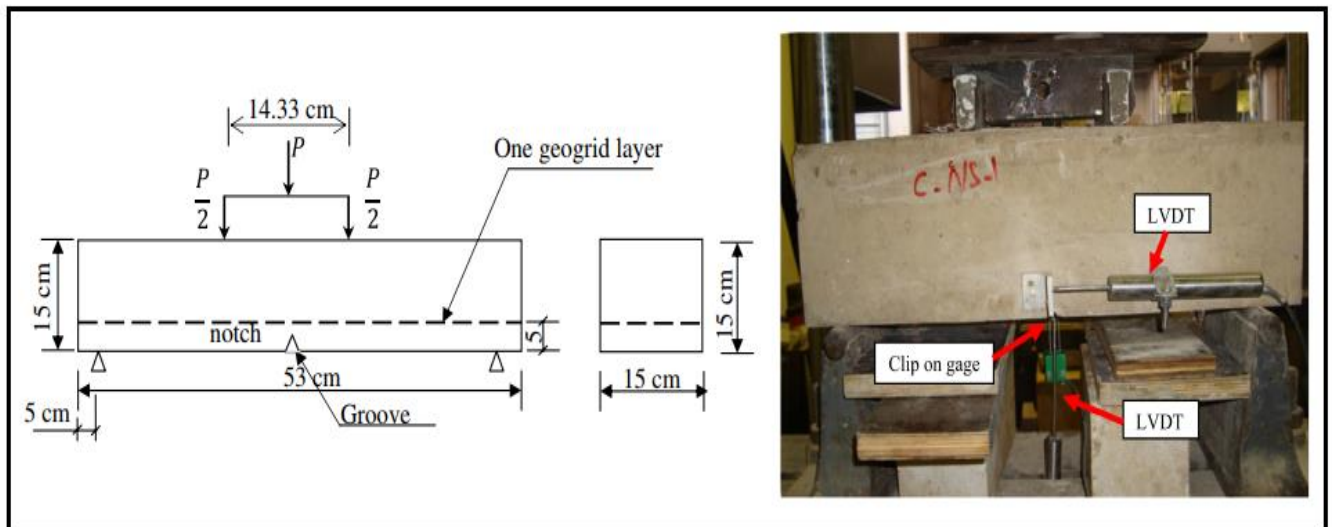 14.33 cm
P
One geogrid layer
P
2
P
2
15 cm
notch
5
53 cm
5 cm
Groove
15 cm
15 cm
C-NS-1
LVDT
Clip on gage
LVDT